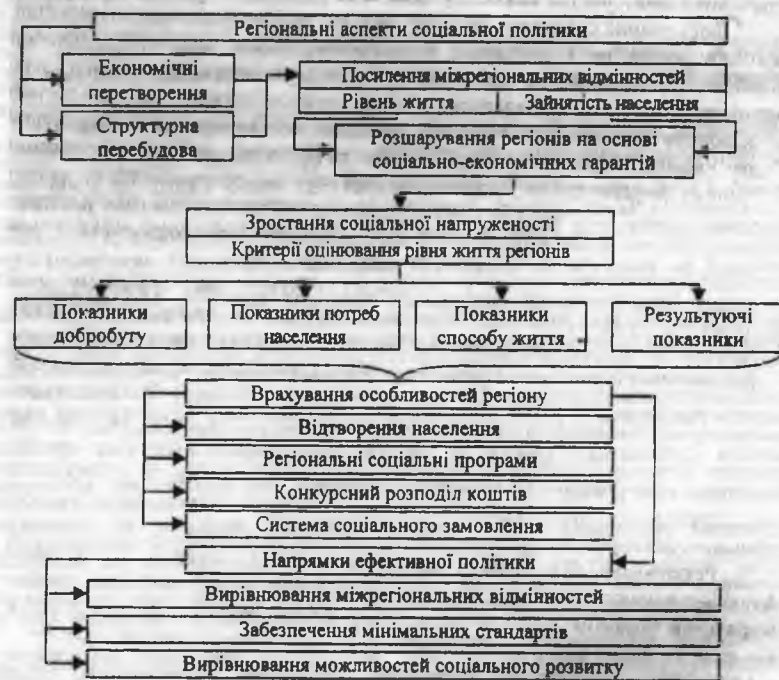 Регіональні аспекти соціальної політики
Економічні
перетворення
Структурна
перебудова
Посилення міжрегіональних відмінностей
Рівень життя
Зайнятість населення
Розшарування регіонів на основі
соціально-економічних гарантій
Зростання соціальної напруженості
Критерії оцінювання рівня життя регіонів
Показники
добробуту
Показники потреб
населення
Показники
способу життя
Результуючі
показники
Врахування особливостей регіону
Відтворення населення
Регіональні соціальні програми
Конкурсний розподіл коштів
Система соціального замовлення
Напрямки ефективної політики
Вирівнювання міжрегіональних відмінностей
Забезпечення мінімальних стандартів
Вирівнювання можливостей соціального розвитку